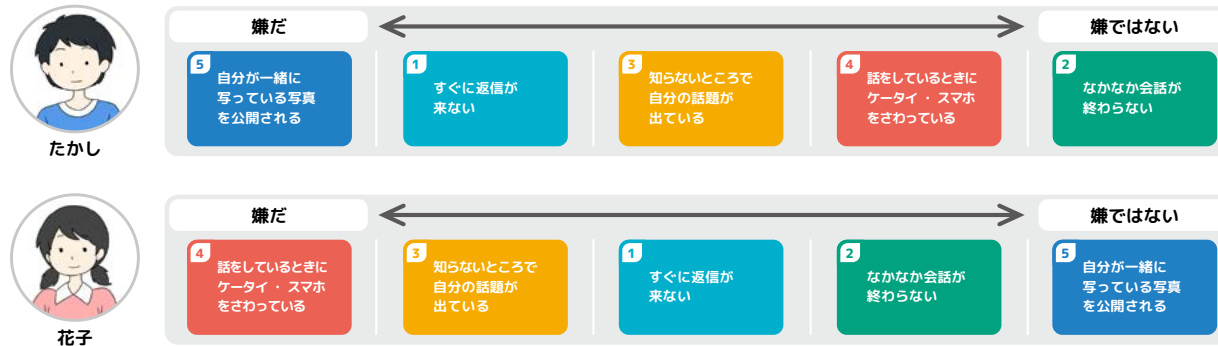 嫌だ
嫌ではない
5
自分が一緒に
写っている写真
を公開される
1
すぐに返信が
来ない
3
知らないところで
自分の話題が
出ている
4
話をしているときに
ケータイ・スマホ
をさわっている
2
なかなか会話が
終わらない
たかし
嫌だ
嫌ではない
4
話をしているときに
ケータイ・スマホ
をさわっている
3
知らないところで
自分の話題が
出ている
1
すぐに返信が
来ない
2
なかなか会話が
終わらない
5
自分が一緒に
写っている写真
を公開される
花子